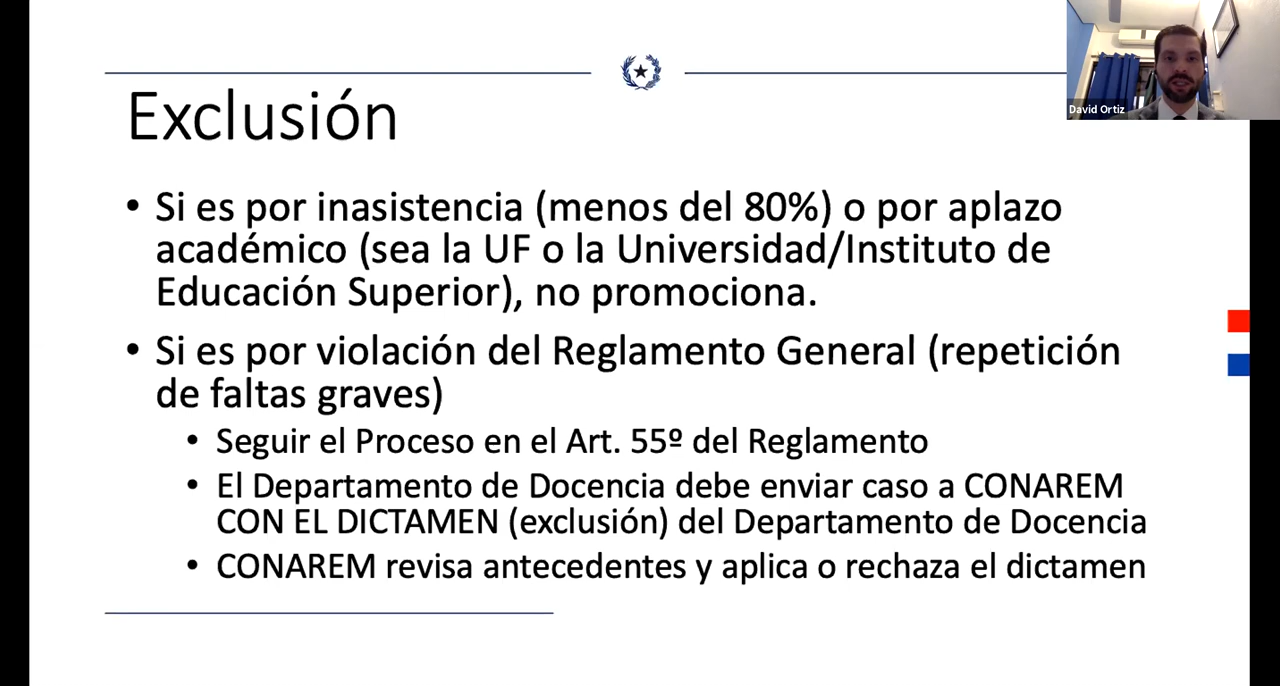 David Ortiz
Exclusión
• Si es por inasistencia (menos del 80%) o por aplazo
académico (sea la UF o la Universidad/Instituto de
Educación Superior), no promociona.
• Si es por violación del Reglamento General (repetición
de faltas graves)
• Seguir el Proceso en el Art. 55º del Reglamento
• El Departamento de Docencia debe enviar caso a CONAREM
CON EL DICTAMEN (exclusión) del Departamento de Docencia
• CONAREM revisa antecedentes y aplica o rechaza el dictamen